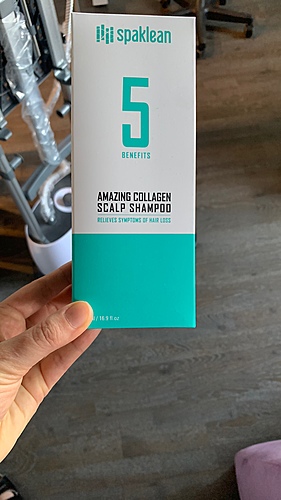 spaklean
5
BENEFITS
AMAZING COLLAGEN
SCALP SHAMPOO
RELIEVES SYMPTOMS OF HAIR LOSS
/ 16.9 fl oz